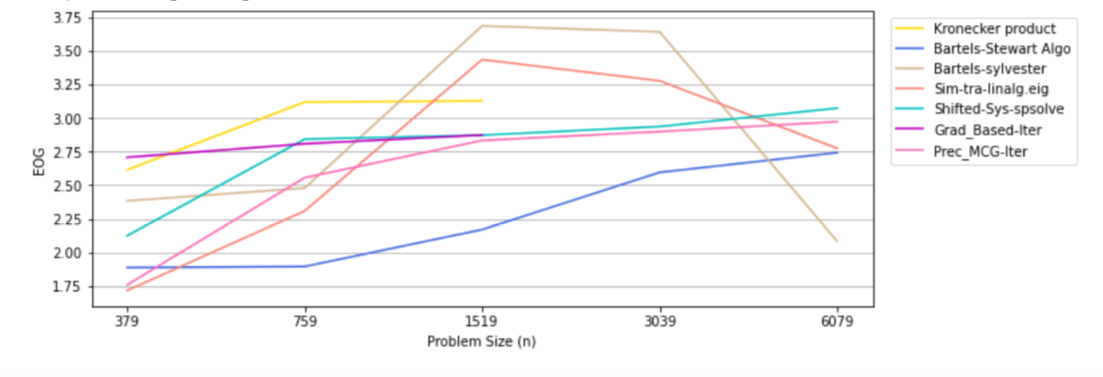 3.75
3.50
3.25
3.00
2.75
2.50
2.25
2.00
1.75
EOG
379 759 1519 3039 6079
Problem Size (n)
Kronecker product
Bartels-Stewart Algo
Bartels-sylvester
Sim-tra-linalg.eig
Shifted-Sys-spsolve
Grad_Based-Iter
Prec_MCG-Iter